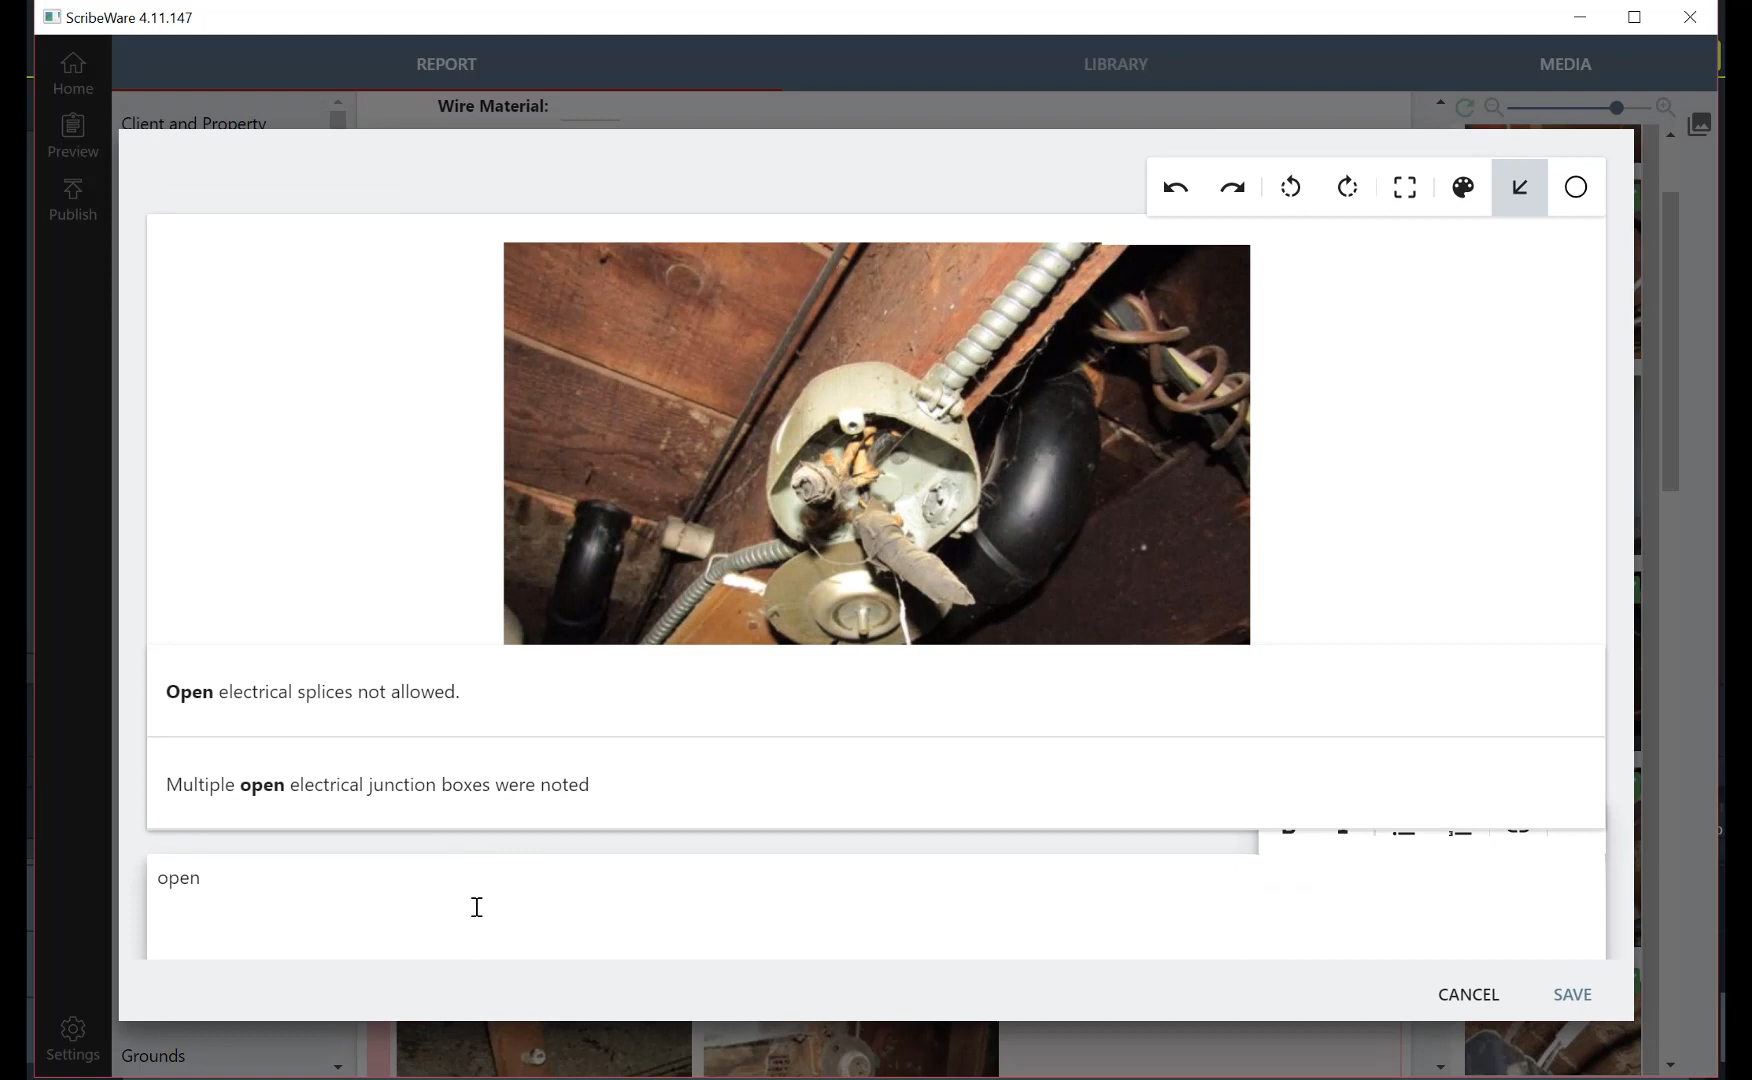 ScribeWare 4.11.147
Home
Preview
Publish
Settings
REPORT
LIBRARY
MEDIA
Client and Property
Wire Material:
Open electrical splices not allowed.
Multiple open electrical junction boxes were noted
open
CANCEL
SAVE
Grounds